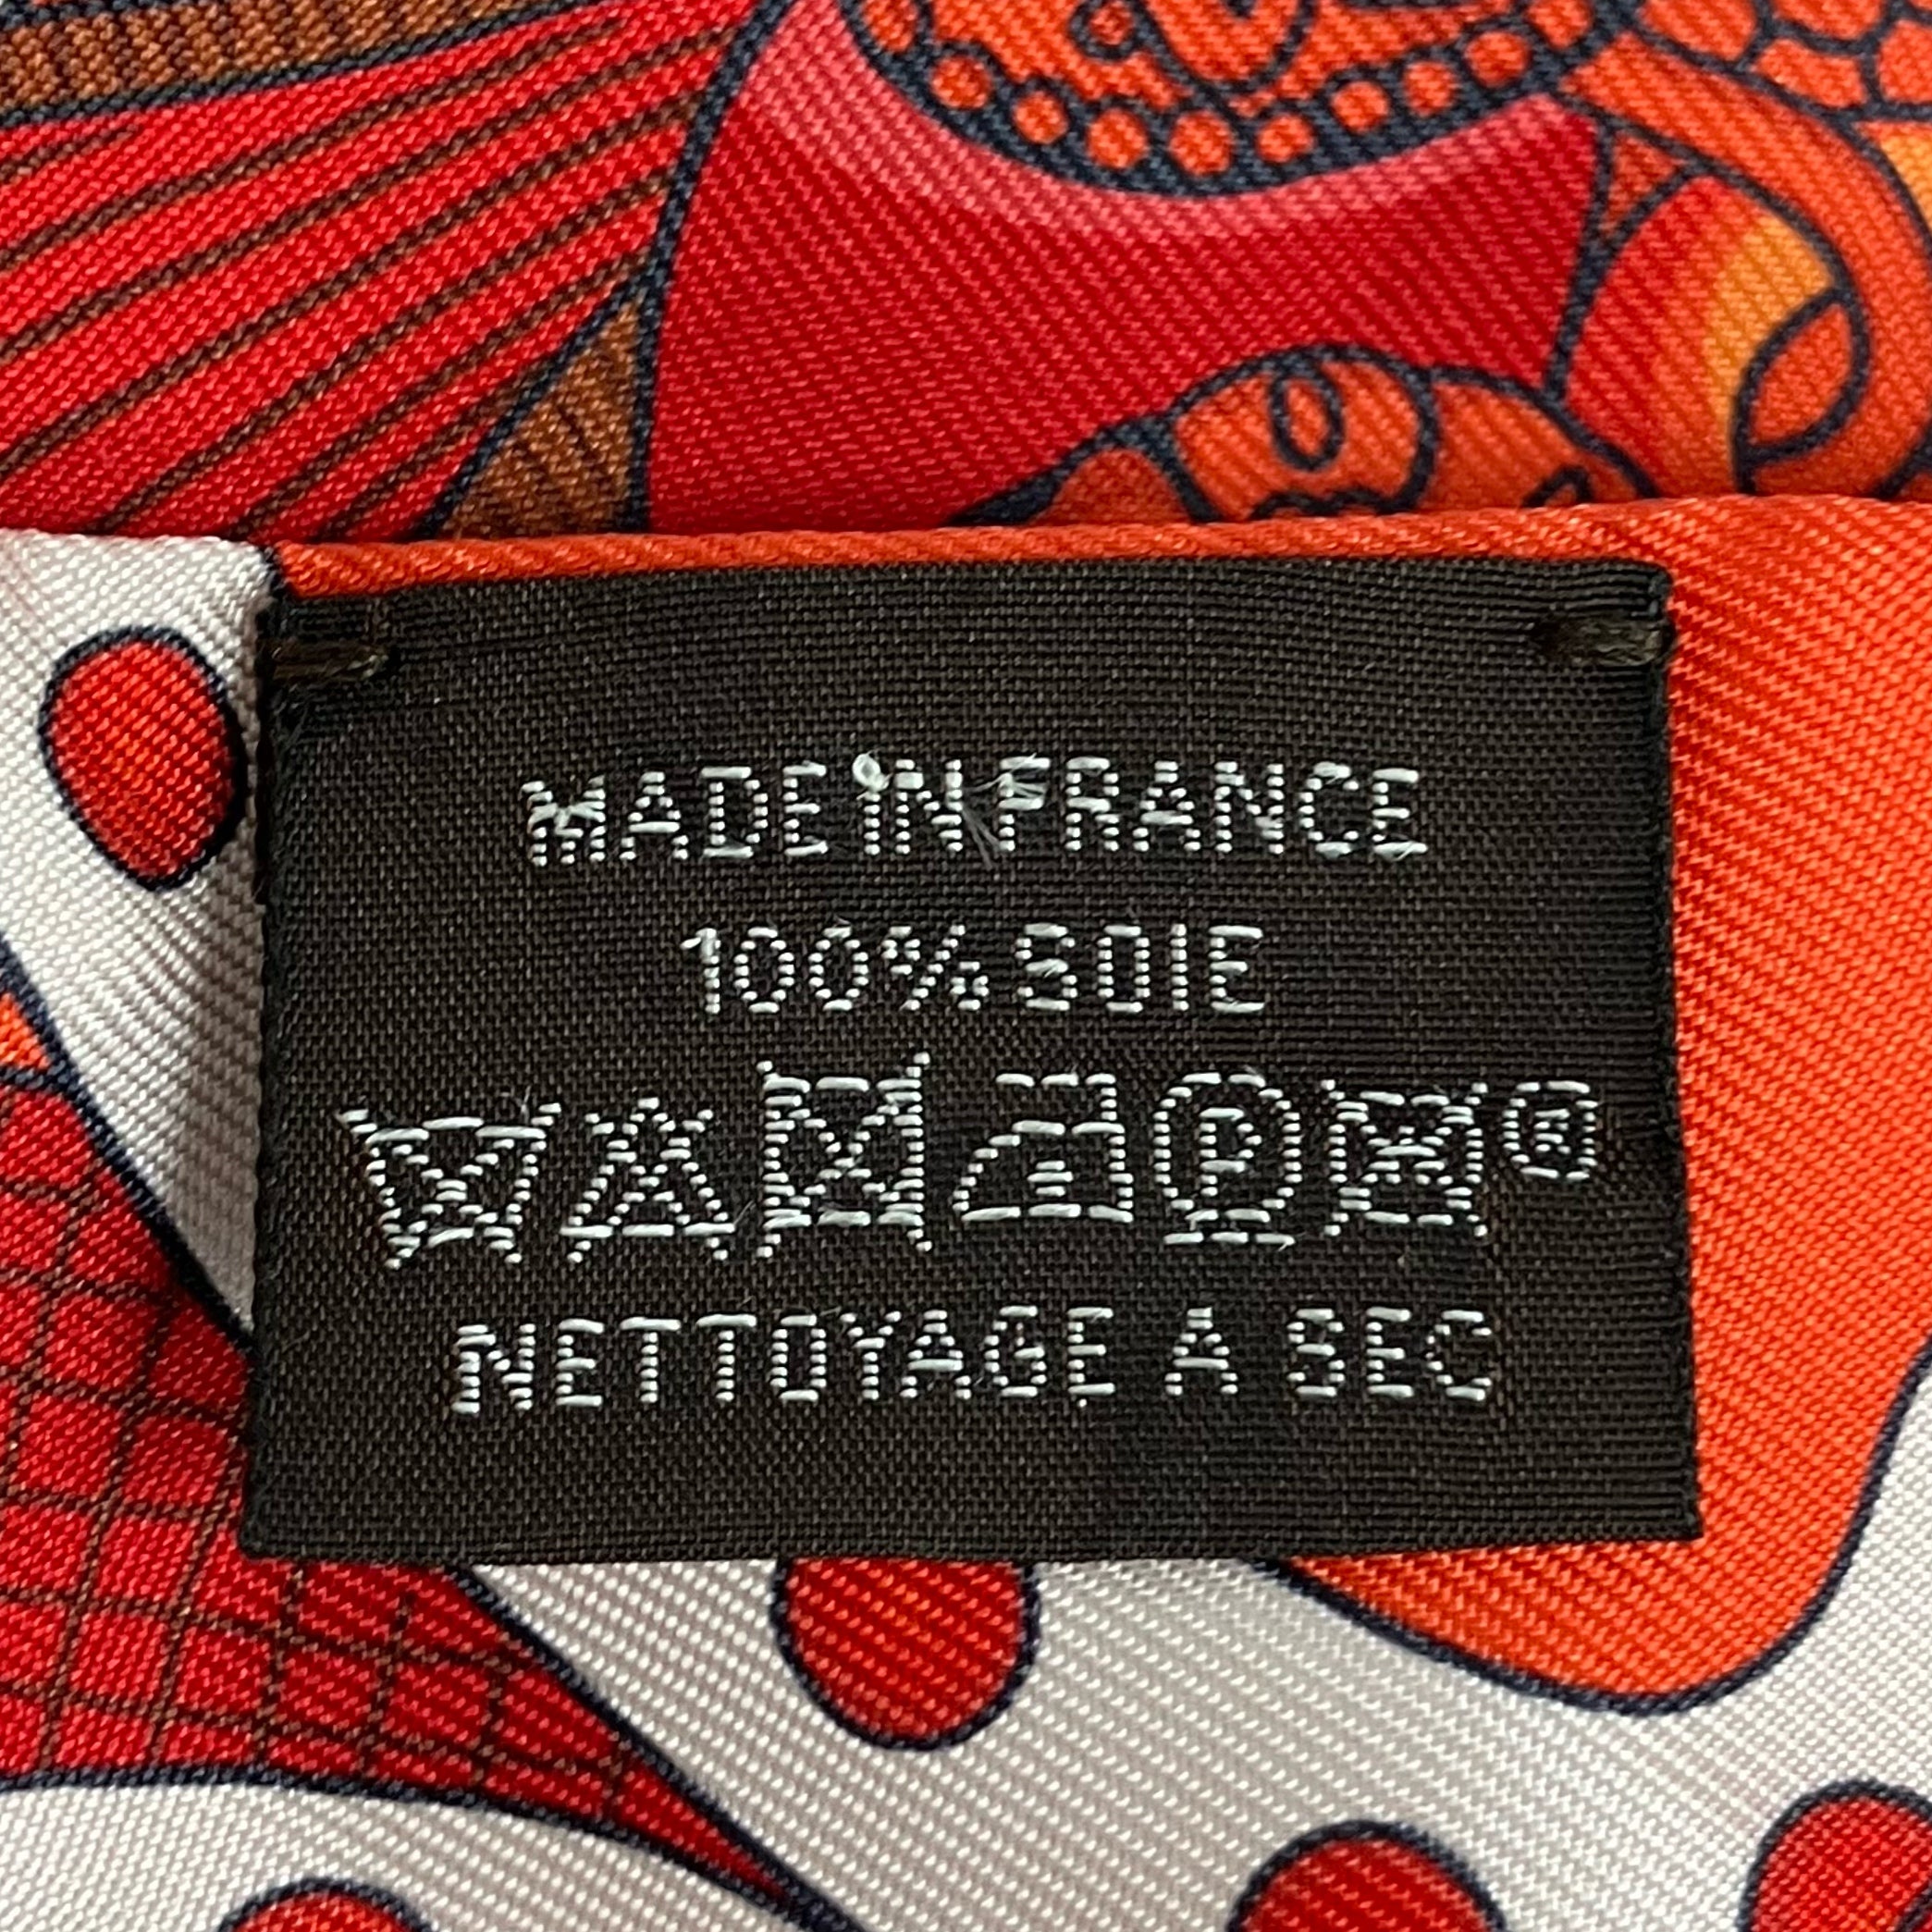 MADE IN FRANCE
100% SOIE
P ®
NETTOYAGE A SEC